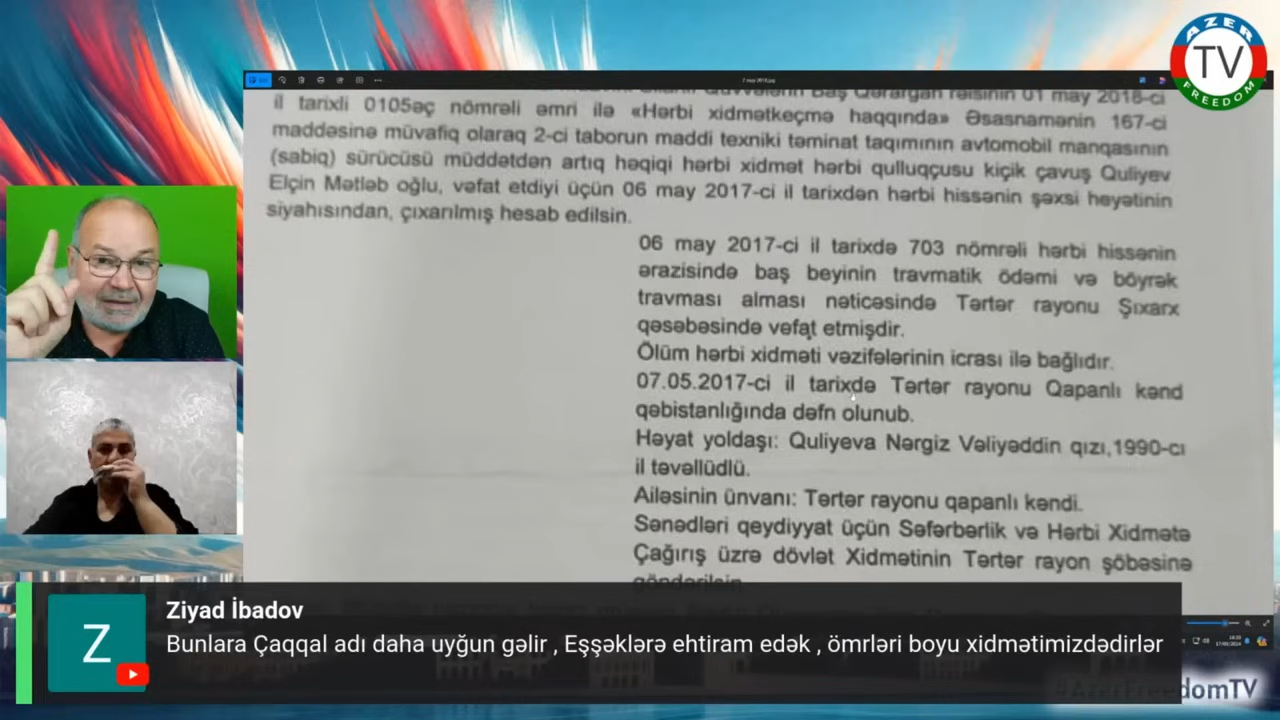 AZER
TV
FREEDOM
il tarixli 0105əç nömrəli əmri ilə «Hərbi xidmətkeçmə haqqında» Əsasnamənin 167-ci
maddəsinə müvafiq olaraq 2-ci taborun maddi texniki təminat taqımının avtomobil manqasının
(sabiq) sürücüsü müddətdən artıq həqiqi hərbi xidmət hərbi qulluqçusu kiçik çavuş Quliyev
Elçin Mətləb oğlu, vəfat etdiyi üçün 06 may 2017-ci il tarixdən hərbi hissənin şəxsi heyətinin
siyahısından, çıxarılmış hesab edilsin.
06 may 2017-ci il tarixdə 703 nömrəli hərbi hissənin
ərazisində baş beyinin travmatik ödəmi və böyrək
travması alması nəticəsində Tərtər rayonu Şıxarx
qəsəbəsində vəfat etmişdir.
Ölüm hərbi xidməti vəzifələrinin icrası ilə bağlıdır.
07.05.2017-ci il tarixdə Tərtər rayonu Qapanlı kənd
qəbistanlığında dəfn olunub.
Həyat yoldaşı: Quliyeva Nərgiz Vəliyəddin qızı,1990-cı
il təvəllüdlü.
Ailəsinin ünvanı: Tərtər rayonu qapanlı kəndi.
Sənədləri qeydiyyat üçün Səfərbərlik və Hərbi Xidmətə
Çağırış üzrə dövlət Xidmətinin Tərtər rayon şöbəsinə
Z
Ziyad İbadov
Bunlara Çaqqal adı daha uyğun gəlir , Eşşəklərə ehtiram edək , ömrləri boyu xidmətimizdədirlər
#AzerFreedomTV